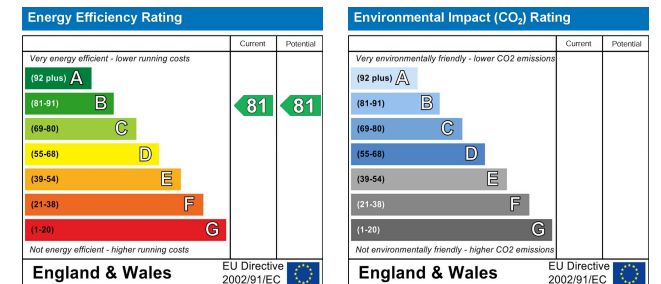 Energy Efficiency Rating
Current Potential
Very energy efficient - lower running costs
(92 plus) A
(81-91) B 81 81
(69-80) C
(55-68) D
(39-54) E
(21-38) F
(1-20) G
Not energy efficient - higher running costs
England & Wales
EU Directive
2002/91/EC
Environmental Impact (CO₂) Rating
Current Potential
Very environmentally friendly - lower CO2 emissions
(92 plus) A
(81-91) B
(69-80) C
(55-68) D
(39-54) E
(21-38) F
(1-20) G
Not environmentally friendly - higher CO2 emissions
England & Wales
EU Directive
2002/91/EC